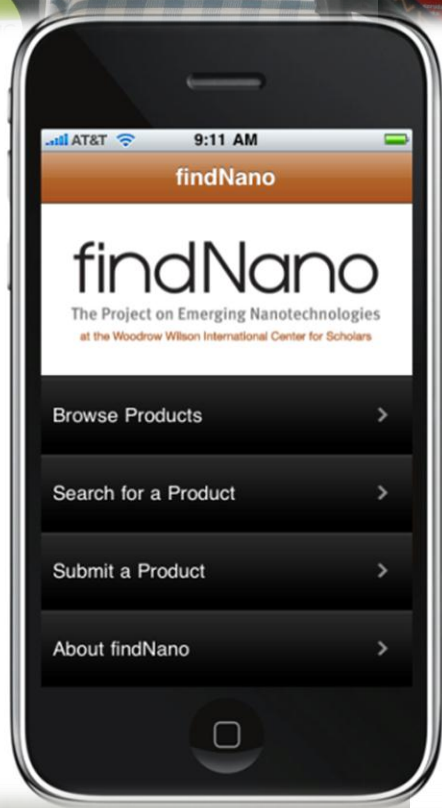 AT&T 9:11 AM
findNano
findNano
The Project on Emerging Nanotechnologies
at the Woodrow Wilson International Center for Scholars
Browse Products
Search for a Product
Submit a Product
About findNano